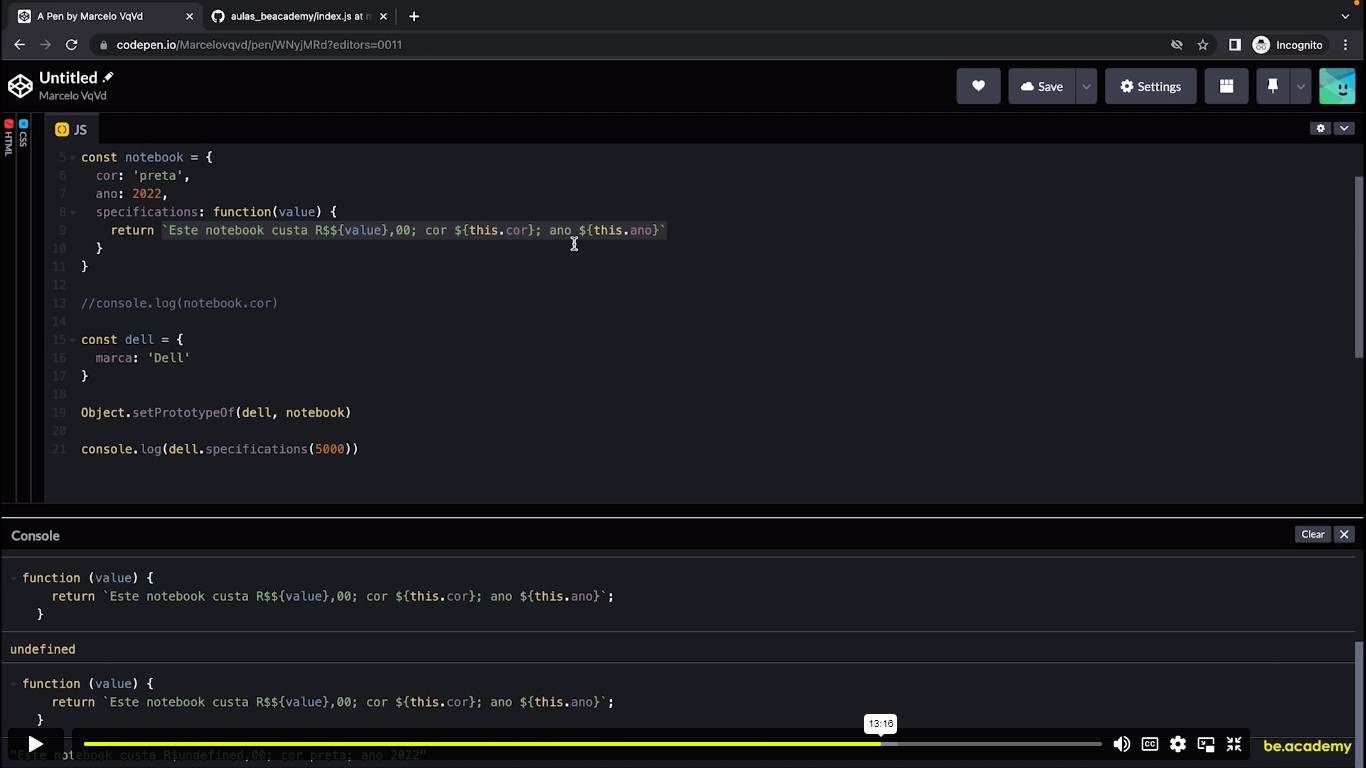 A Pen by Marcelo VqVd
aulas_beacademy/index.js at m
codepen.io/Marcelovqvd/pen/WNyjMRd?editors=0011
Incognito
Untitled
Marcelo VqVd
Save
Settings
HTML
CSS
JS
5 const notebook = {
6 cor: 'preta',
7 ano: 2022,
8 specifications: function(value) {
9 return `Este notebook custa R$${value},00; cor ${this.cor}; ano ${this.ano}`
10 }
11 }
12
13 //console.log(notebook.cor)
14
15 const dell = {
16 marca: 'Dell'
17 }
18
19 Object.setPrototypeOf(dell, notebook)
20
21 console.log(dell.specifications(5000))
Console
Clear
function (value) {
return `Este notebook custa R$${value},00; cor ${this.cor}; ano ${this.ano}`;
}
undefined
function (value) {
return `Este notebook custa R$${value},00; cor ${this.cor}; ano ${this.ano}`;
}
13:16
"Este notebook custa R$undefined,00; cor preta; ano 2022"
CC
be.academy